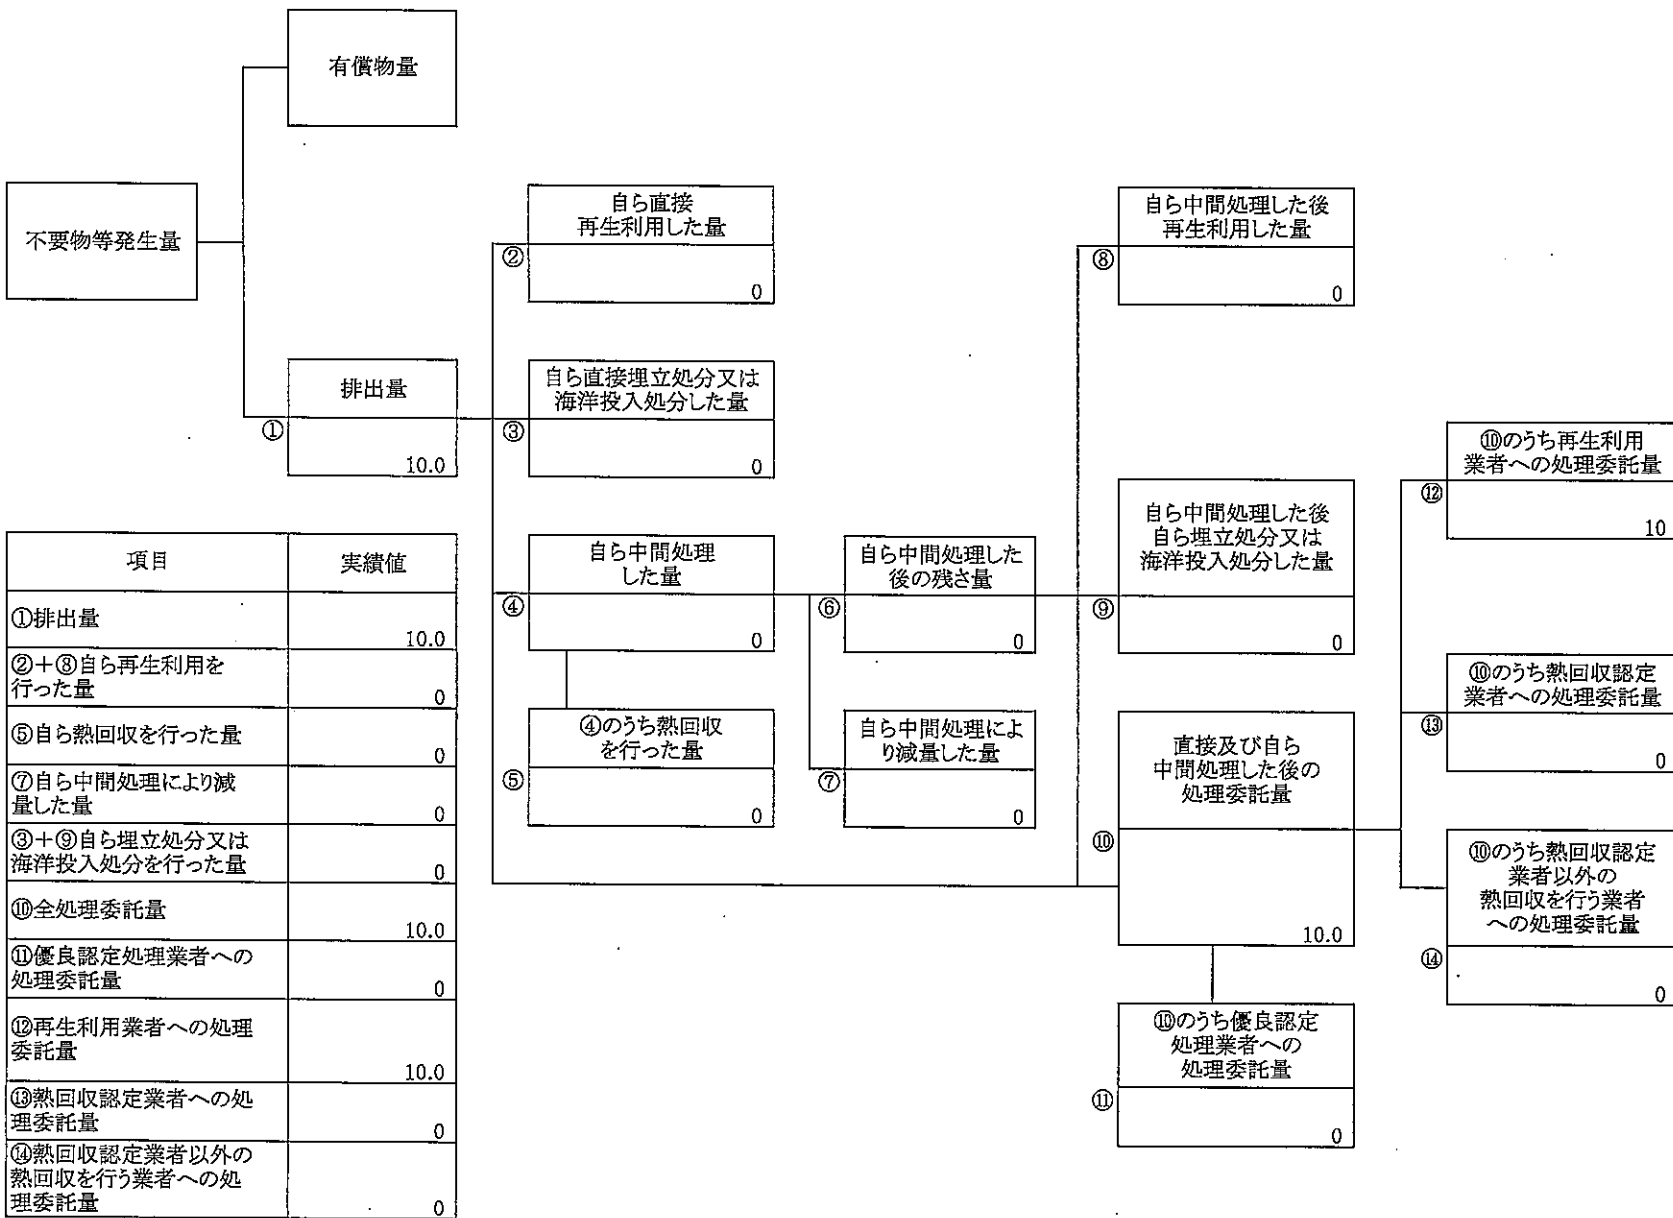 有償物量
不要物等発生量
排出量
①
10.0
自ら直接
再生利用した量
②
0
自ら直接埋立処分又は
海洋投入処分した量
③
0
自ら中間処理
した量
④
0
④のうち熱回収
を行った量
⑤
0
自ら中間処理した
後の残さ量
⑥
0
自ら中間処理によ
り減量した量
⑦
0
自ら中間処理した後
再生利用した量
⑧
0
自ら中間処理した後
自ら埋立処分又は
海洋投入処分した量
⑨
0
直接及び自ら
中間処理した後の
処理委託量
⑩
10.0
⑩のうち優良認定
処理業者への
処理委託量
⑪
0
⑩のうち再生利用
業者への処理委託量
⑫
10
⑩のうち熱回収認定
業者への処理委託量
⑬
0
⑩のうち熱回収認定
業者以外の
熱回収を行う業者
への処理委託量
⑭
0
項目 実績値
①排出量
10.0
②＋⑧自ら再生利用を
行った量
0
⑤自ら熱回収を行った量
0
⑦自ら中間処理により減
量した量
0
③＋⑨自ら埋立処分又は
海洋投入処分を行った量
0
⑩全処理委託量
10.0
⑪優良認定処理業者への
処理委託量
0
⑫再生利用業者への処理
委託量
10.0
⑬熱回収認定業者への処
理委託量
0
⑭熱回収認定業者以外の
熱回収を行う業者への処
理委託量
0